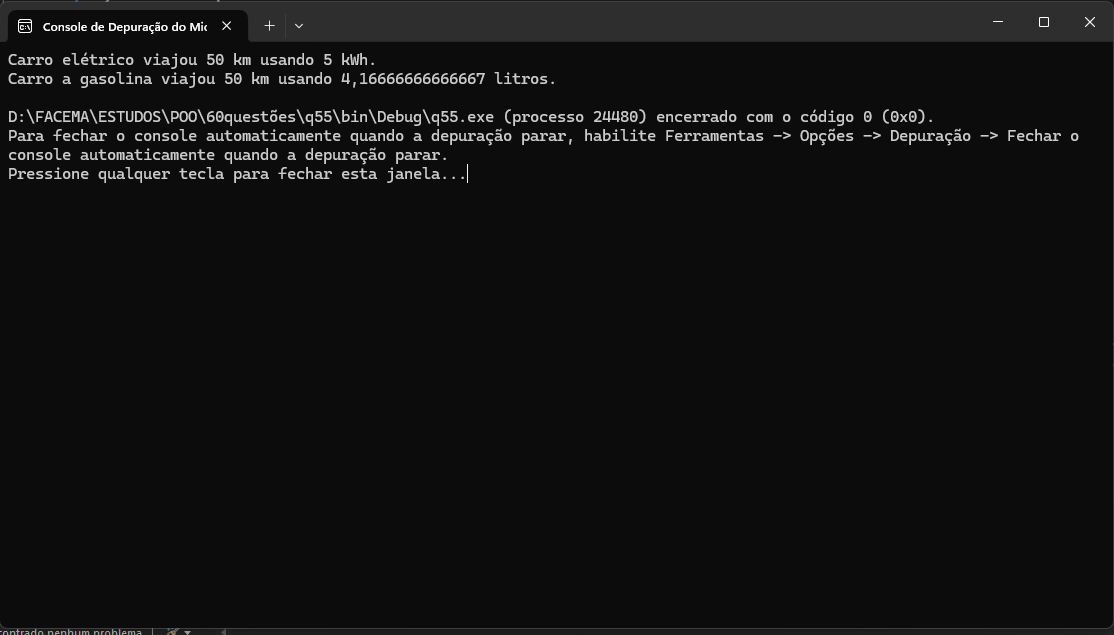 Console de Depuração do Mic
Carro elétrico viajou 50 km usando 5 kWh.
Carro a gasolina viajou 50 km usando 4,16666666666667 litros.
D:\FACEMA\ESTUDOS\POO\60questões\q55\bin\Debug\q55.exe (processo 24480) encerrado com o código 0 (0x0).
Para fechar o console automaticamente quando a depuração parar, habilite Ferramentas -> Opções -> Depuração -> Fechar o
console automaticamente quando a depuração parar.
Pressione qualquer tecla para fechar esta janela...
ontrado nenhum problema